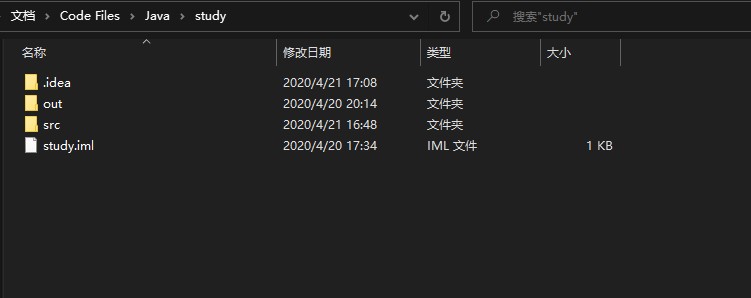 文档 Code Files Java study 搜索"study"
名称 修改日期 类型 大小
.idea 2020/4/21 17:08 文件夹
out 2020/4/20 20:14 文件夹
src 2020/4/21 16:48 文件夹
study.iml 2020/4/20 17:34 IML 文件 1 KB